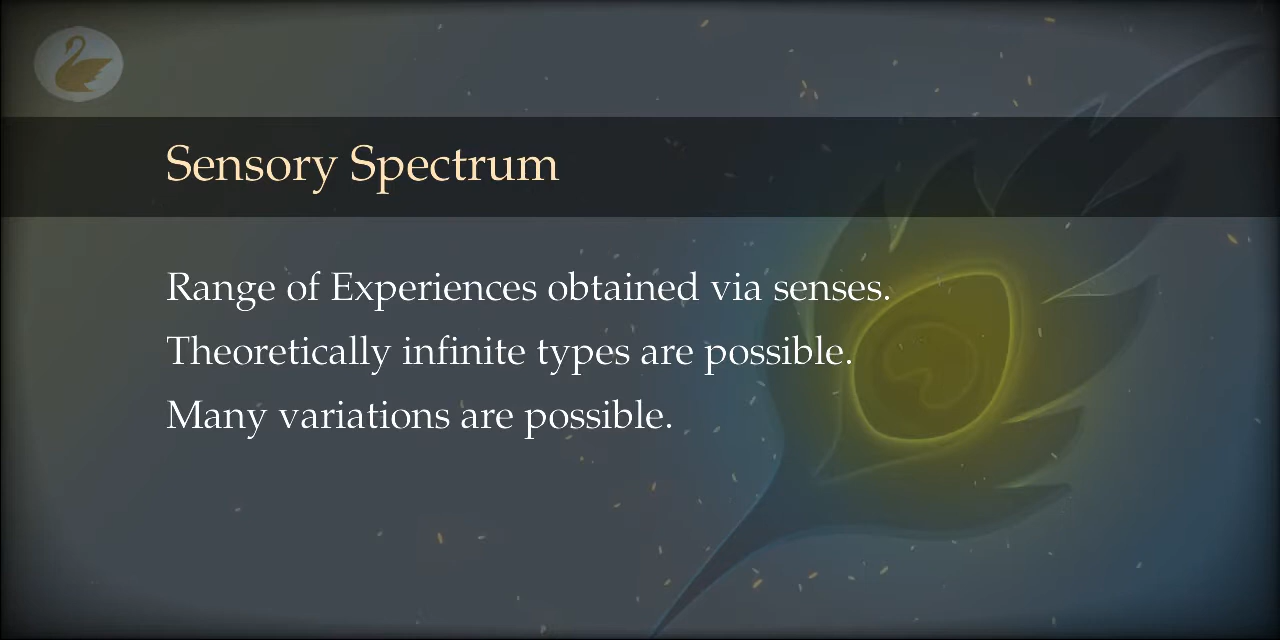 Sensory Spectrum
Range of Experiences obtained via senses.
Theoretically infinite types are possible.
Many variations are possible.